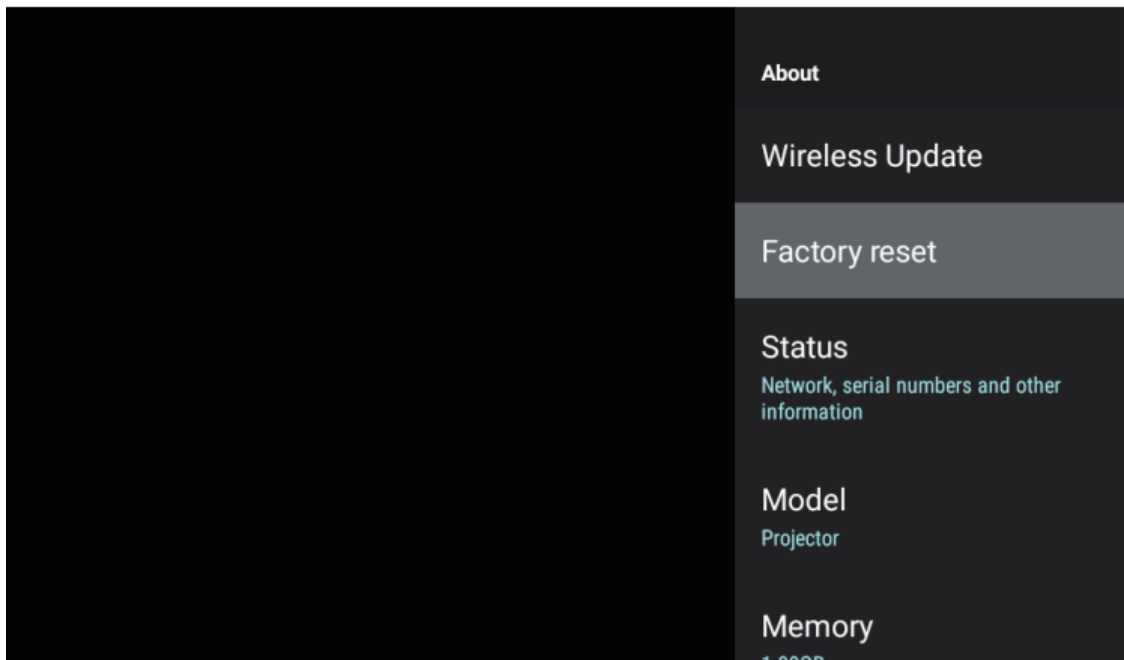 About
Wireless Update
Factory reset
Status
Network, serial numbers and other
information
Model
Projector
Memory